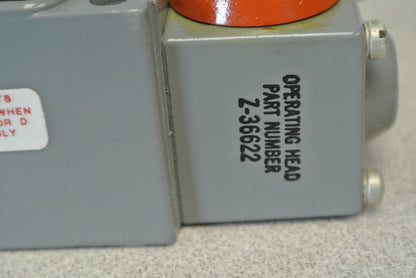 S
WHEN
OR D
LY
OPERATING HEAD
PART NUMBER
Z-36622